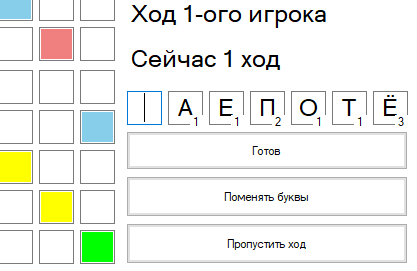 Ход 1-ого игрока
Сейчас 1 ход
А1 Е1 П2 О1 Т1 Ё3
Готов
Поменять буквы
Пропустить ход